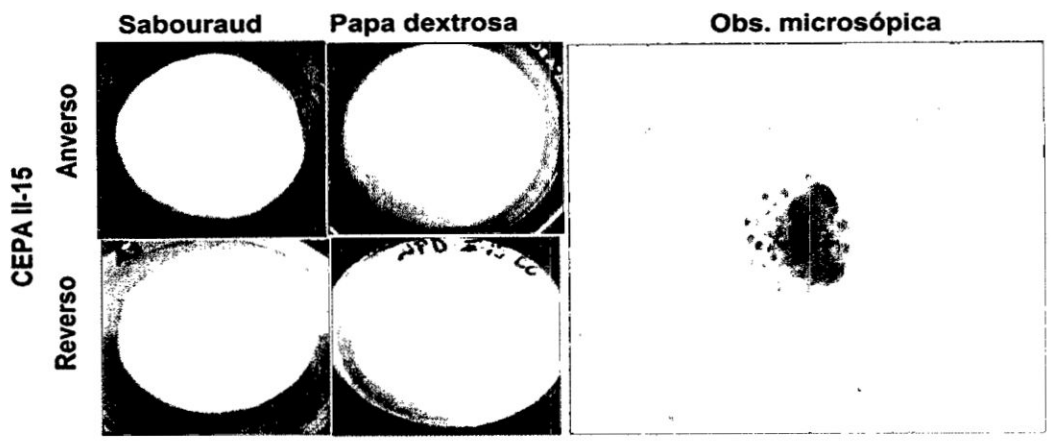 Sabouraud
Papa dextrosa
Obs. microsópica
CEPA II-15
Anverso
Reverso